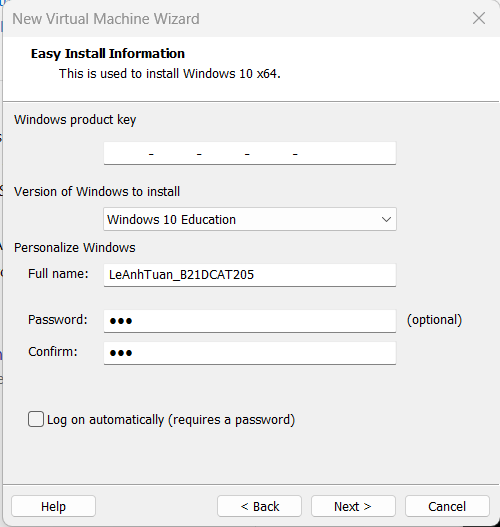 New Virtual Machine Wizard
Easy Install Information
This is used to install Windows 10 x64.
Windows product key
- - - -
Version of Windows to install
Windows 10 Education
Personalize Windows
Full name: LeAnhTuan_B21DCAT205
Password: ●●● (optional)
Confirm: ●●●
Log on automatically (requires a password)
Help < Back Next > Cancel